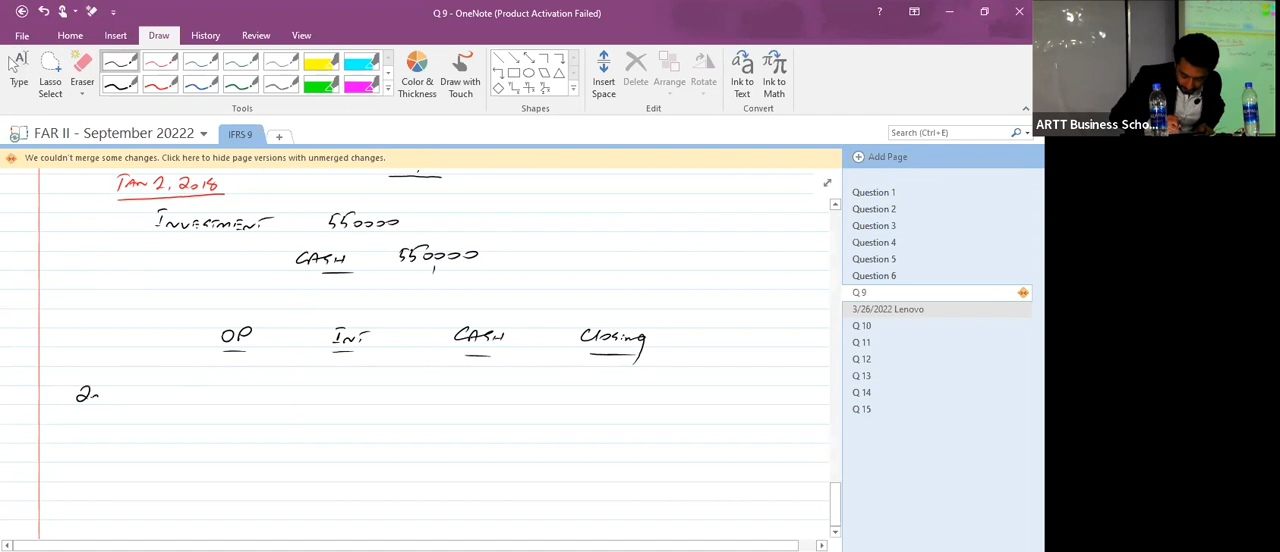 Q 9 - OneNote (Product Activation Failed)
File Home Insert Draw History Insert Review View
Type Lasso Select Eraser
Color & Thickness Draw with Touch
Insert Space Delete Arrange Rotate
Ink to Text Ink to Math
Tools Shapes Edit Convert
ARTT Business Scho...
FAR II - September 20222 IFRS 9
Search (Ctrl+E)
We couldn't merge some changes. Click here to hide page versions with unmerged changes.
Add Page
JAN 2, 2018
INVESTMENT 550000
CASH 550000
OP INT CASH Closing
Question 1
Question 2
Question 3
Question 4
Question 5
Question 6
Q 9
3/26/2022 Lenovo
Q 10
Q 11
Q 12
Q 13
Q 14
Q 15